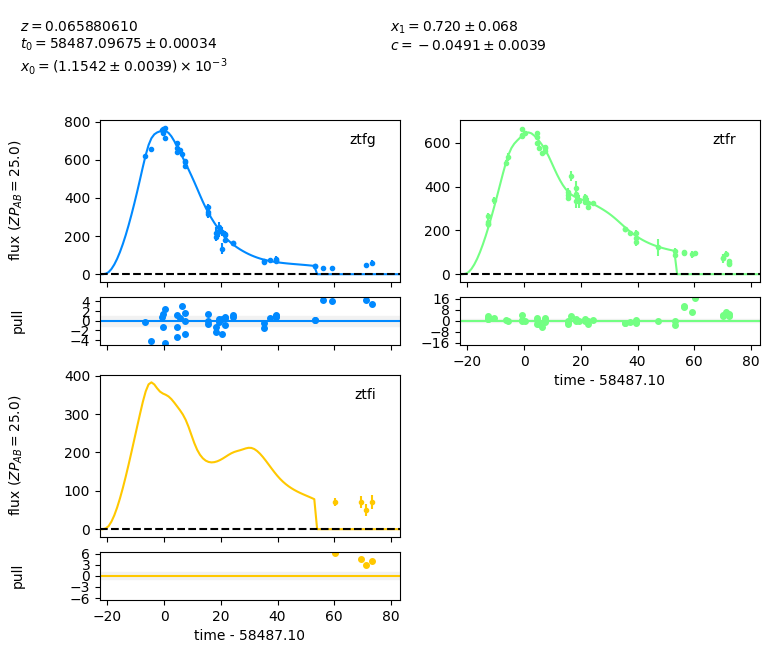 z = 0.065880610
t₀ = 58487.09675 ± 0.00034
x₀ = (1.1542 ± 0.0039) × 10⁻³
x₁ = 0.720 ± 0.068
c = −0.0491 ± 0.0039
flux (ZP_AB = 25.0)
800
600
400
200
0
ztfg
600
400
200
0
ztfr
pull
4
2
0
−2
−4
16
8
0
−8
−16
−20 0 20 40 60 80
time - 58487.10
flux (ZP_AB = 25.0)
400
300
200
100
0
ztfi
pull
6
3
0
−3
−6
−20 0 20 40 60 80
time - 58487.10